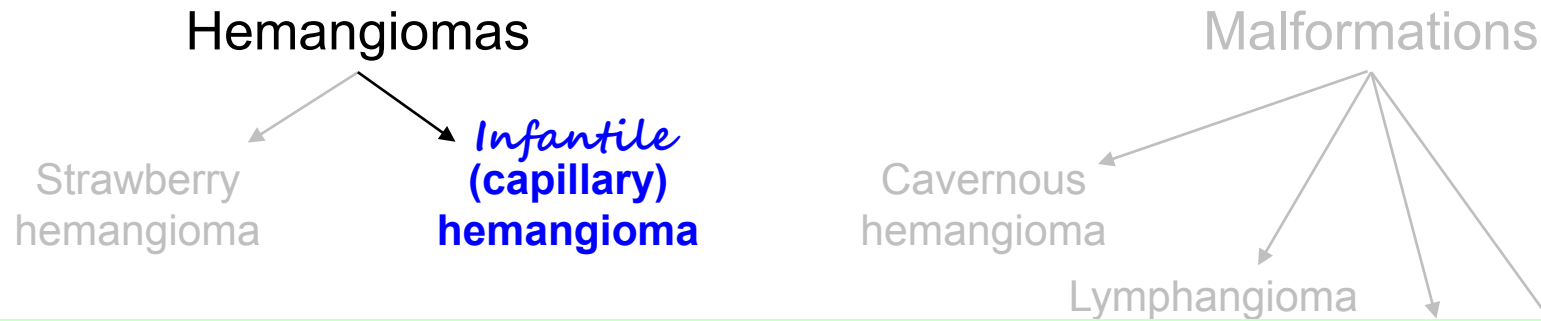 Hemangiomas
Malformations
Strawberry
hemangioma
Infantile
(capillary)
hemangioma
Cavernous
hemangioma
Lymphangioma